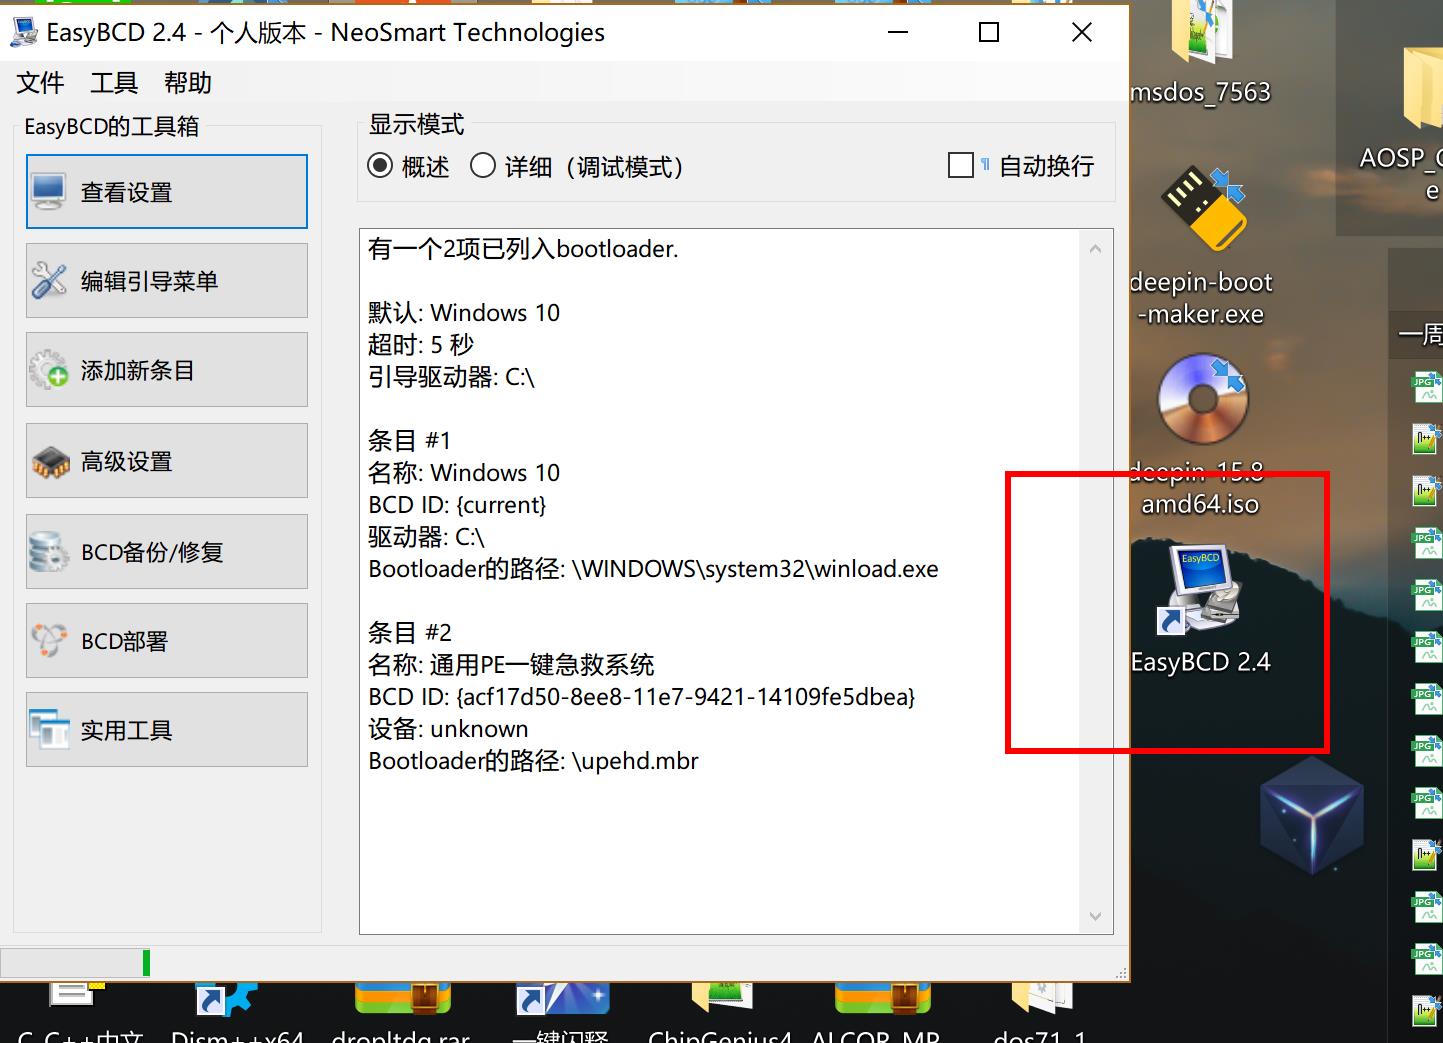 EasyBCD 2.4 - 个人版本 - NeoSmart Technologies
文件 工具 帮助
EasyBCD的工具箱
查看设置
编辑引导菜单
添加新条目
高级设置
BCD备份/修复
BCD部署
实用工具
显示模式
概述 详细（调试模式） 自动换行
有一个2项已列入bootloader.
默认: Windows 10
超时: 5 秒
引导驱动器: C:\
条目 #1
名称: Windows 10
BCD ID: {current}
驱动器: C:\
Bootloader的路径: \WINDOWS\system32\winload.exe
条目 #2
名称: 通用PE一键急救系统
BCD ID: {acf17d50-8ee8-11e7-9421-14109fe5dbea}
设备: unknown
Bootloader的路径: \upehd.mbr
msdos_7563
deepin-boot
-maker.exe
deepin-15.8
amd64.iso
EasyBCD
EasyBCD 2.4
AOSP_
e
一周
JPG
JPG
JPG
JPG
JPG
JPG
JPG
JPG
JPG
C C++中文
Dism++x64
dropltdq.rar
一键闪释
ChipGenius4
ALCOR_MP
dos71_1